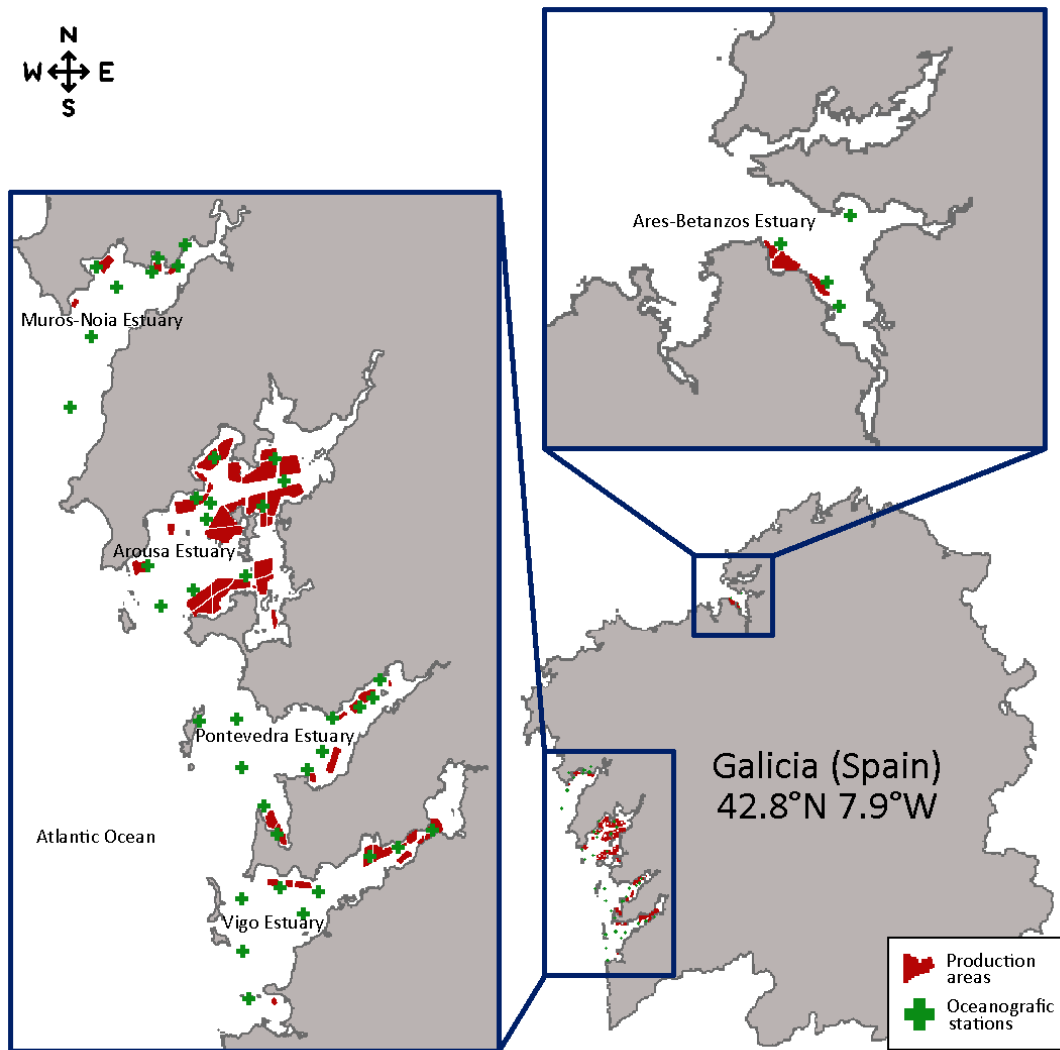 N
W E
S
Ares-Betanzos Estuary
Muros-Noia Estuary
Arousa Estuary
Pontevedra Estuary
Atlantic Ocean
Vigo Estuary
Galicia (Spain)
42.8°N 7.9°W
Production
areas
Oceanografic
stations